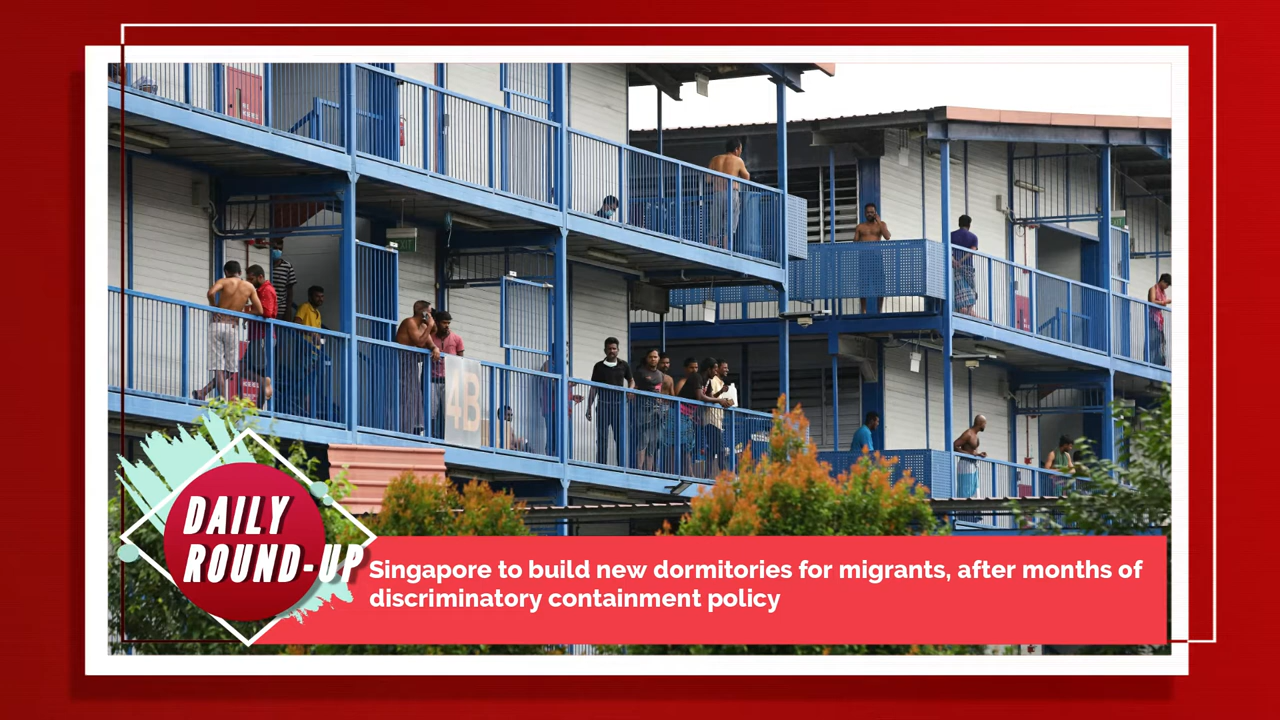 4B
DAILY
ROUND-UP
Singapore to build new dormitories for migrants, after months of
discriminatory containment policy